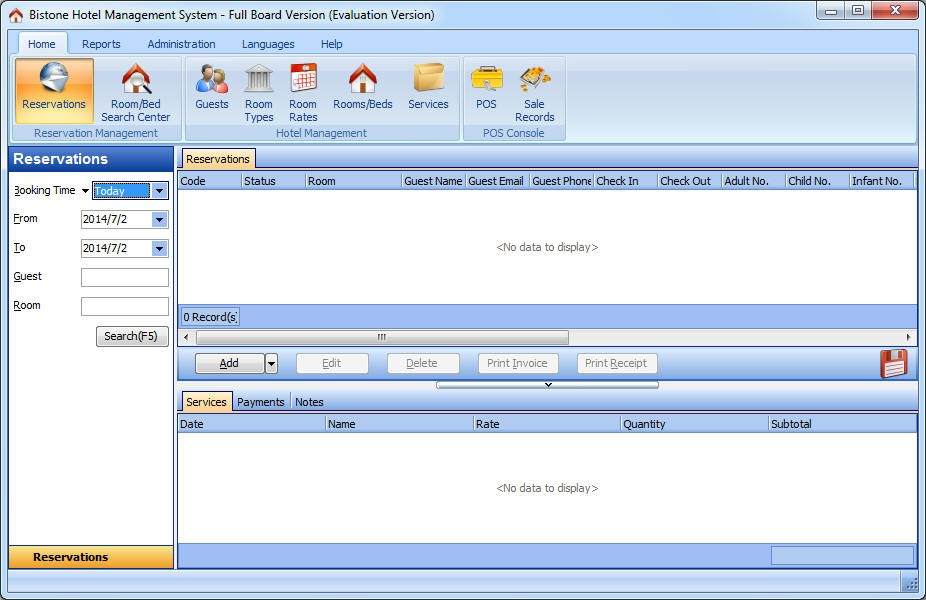 Bistone Hotel Management System - Full Board Version (Evaluation Version)
Home Reports Administration Languages Help
Reservations Room/Bed Search Center Guests Room Types Room Rates Rooms/Beds Services POS Sale Records
Reservation Management Hotel Management POS Console
Reservations
Booking Time Today
From 2014/7/2
To 2014/7/2
Guest
Room
Search(F5)
Reservations
Reservations
Code Status Room Guest Name Guest Email Guest Phone Check In Check Out Adult No. Child No. Infant No.
<No data to display>
0 Record(s)
Add Edit Delete Print Invoice Print Receipt
Services Payments Notes
Date Name Rate Quantity Subtotal
<No data to display>